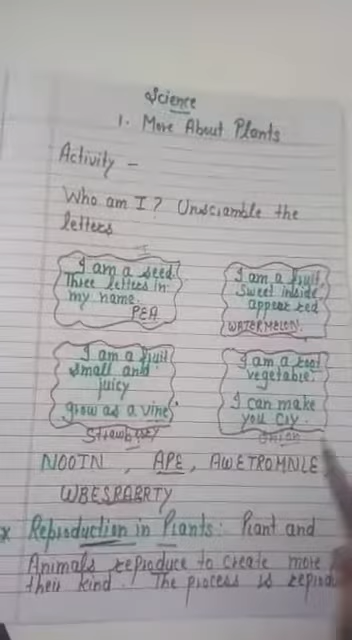 Science
1. More About Plants
Activity -
Who am I? Unscramble the
letters
I am a seed.
Three letters in
my name.
PEA
I am a fruit,
Sweet inside,
appear red
WATERMELON.
I am a fruit
small and
juicy
grow as a vine
Strawberry
I am a root
vegetable.
I can make
you cry.
Onion
NOOIN, APE, AWETROMNLE,
WBESRABRTY
x Reproduction in Plants: Plant and
Animals reproduce to create more
their kind. The process is